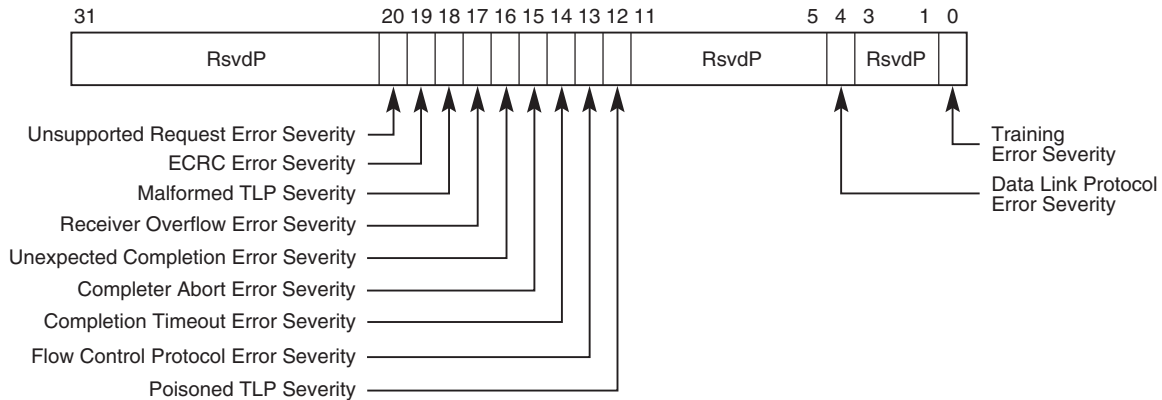 31 20 19 18 17 16 15 14 13 12 11 5 4 3 1 0
RsvdP RsvdP RsvdP
Unsupported Request Error Severity
ECRC Error Severity
Malformed TLP Severity
Receiver Overflow Error Severity
Unexpected Completion Error Severity
Completer Abort Error Severity
Completion Timeout Error Severity
Flow Control Protocol Error Severity
Poisoned TLP Severity
Training
Error Severity
Data Link Protocol
Error Severity